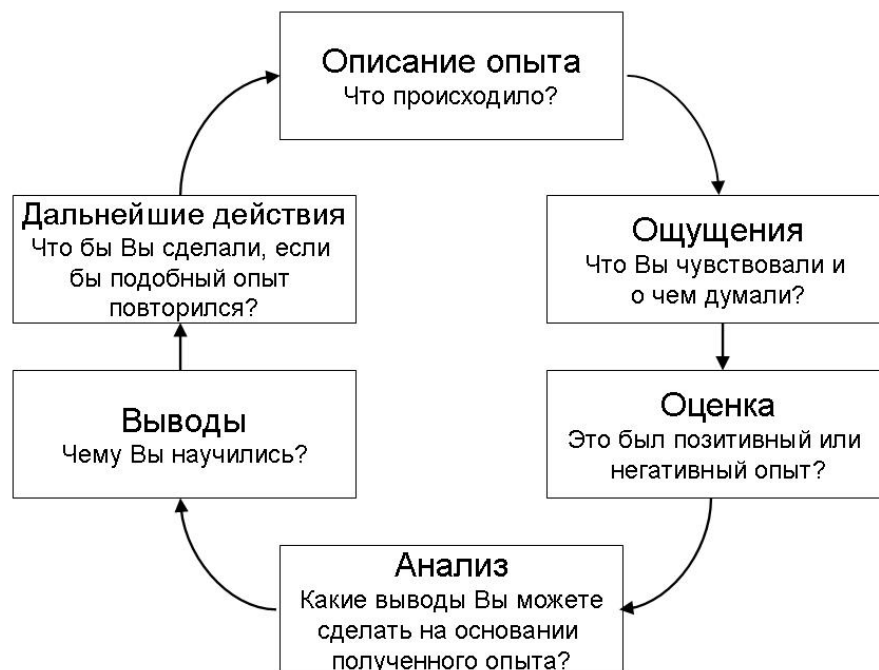 Описание опыта
Что происходило?
Ощущения
Что Вы чувствовали и
о чем думали?
Оценка
Это был позитивный или
негативный опыт?
Анализ
Какие выводы Вы можете
сделать на основании
полученного опыта?
Выводы
Чему Вы научились?
Дальнейшие действия
Что бы Вы сделали, если
бы подобный опыт
повторился?